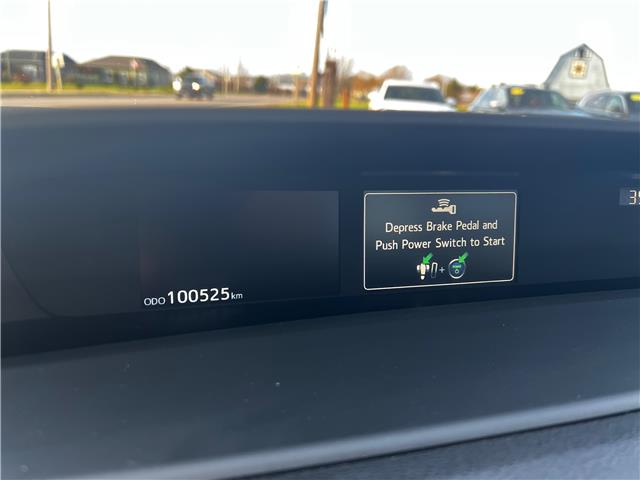 Depress Brake Pedal and
Push Power Switch to Start
+
ODO 100525 km